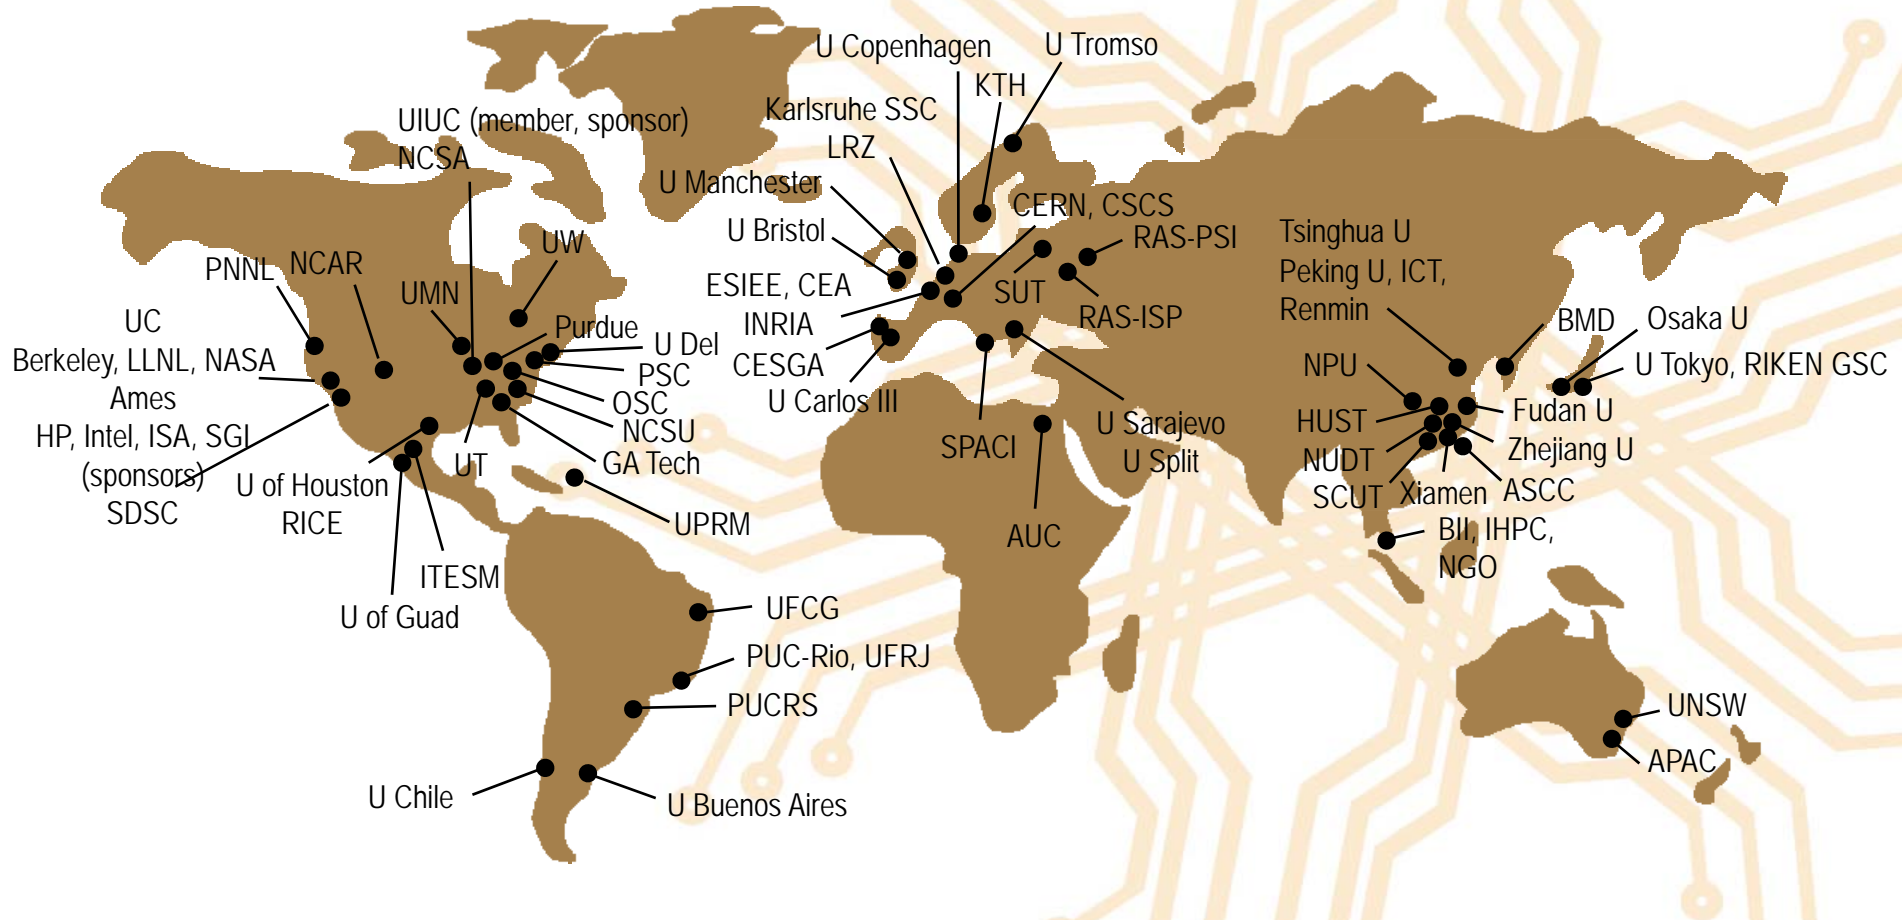 U Copenhagen
U Tromso
KTH
Karlsruhe SSC
LRZ
UIUC (member, sponsor)
NCSA
U Manchester
CERN, CSCS
U Bristol
RAS-PSI
Tsinghua U
Peking U, ICT,
Renmin
UW
PNNL
NCAR
UMN
ESIEE, CEA
INRIA
SUT
RAS-ISP
BMD
Osaka U
UC
Berkeley, LLNL, NASA
Ames
Purdue
U Del
PSC
OSC
NCSU
GA Tech
CESGA
U Carlos III
NPU
U Tokyo, RIKEN GSC
HP, Intel, ISA, SGI
(sponsors)
SDSC
U of Houston
RICE
UT
SPACI
U Sarajevo
U Split
HUST
Fudan U
NUDT
Zhejiang U
SCUT
Xiamen
ASCC
UPRM
AUC
BII, IHPC,
NGO
ITESM
U of Guad
UFCG
PUC-Rio, UFRJ
PUCRS
UNSW
APAC
U Chile
U Buenos Aires